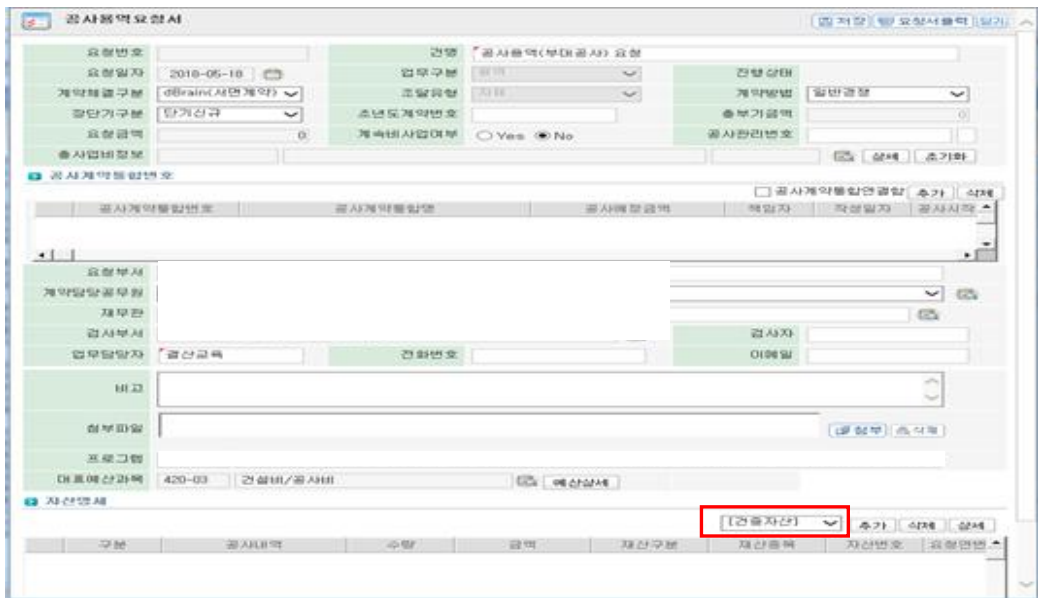 공사용역요청서 저장 요청서출력 닫기
요청번호 건명 공사용역(부대공사) 요청
요청일자 2018-05-18 업무구분 용역 진행상태
계약체결구분 dBrain(서면계약) 조달유형 자체 계약방법 일반경쟁
장단기구분 단기신규 초년도계약번호 총부기금액 0
요청금액 0 계속비사업여부 Yes No 공사관리번호
총사업비정보 상세 초기화
공사계약통합번호
공사계약통합연결함 추가 삭제
공사계약통합번호 공사계약통합명 공사예정금액 책임자 작성일자 공사시작
요청부서
계약담당공무원
재무관
검사부서 검사자
업무담당자 결산교육 전화번호 이메일
비고
첨부파일 첨부 삭제
프로그램
대표예산과목 420-03 건설비/공사비 예산상세
자산명세
[건중자산] 추가 삭제 상세
구분 공사내역 수량 금액 재산구분 재산종목 자산번호 요청연번